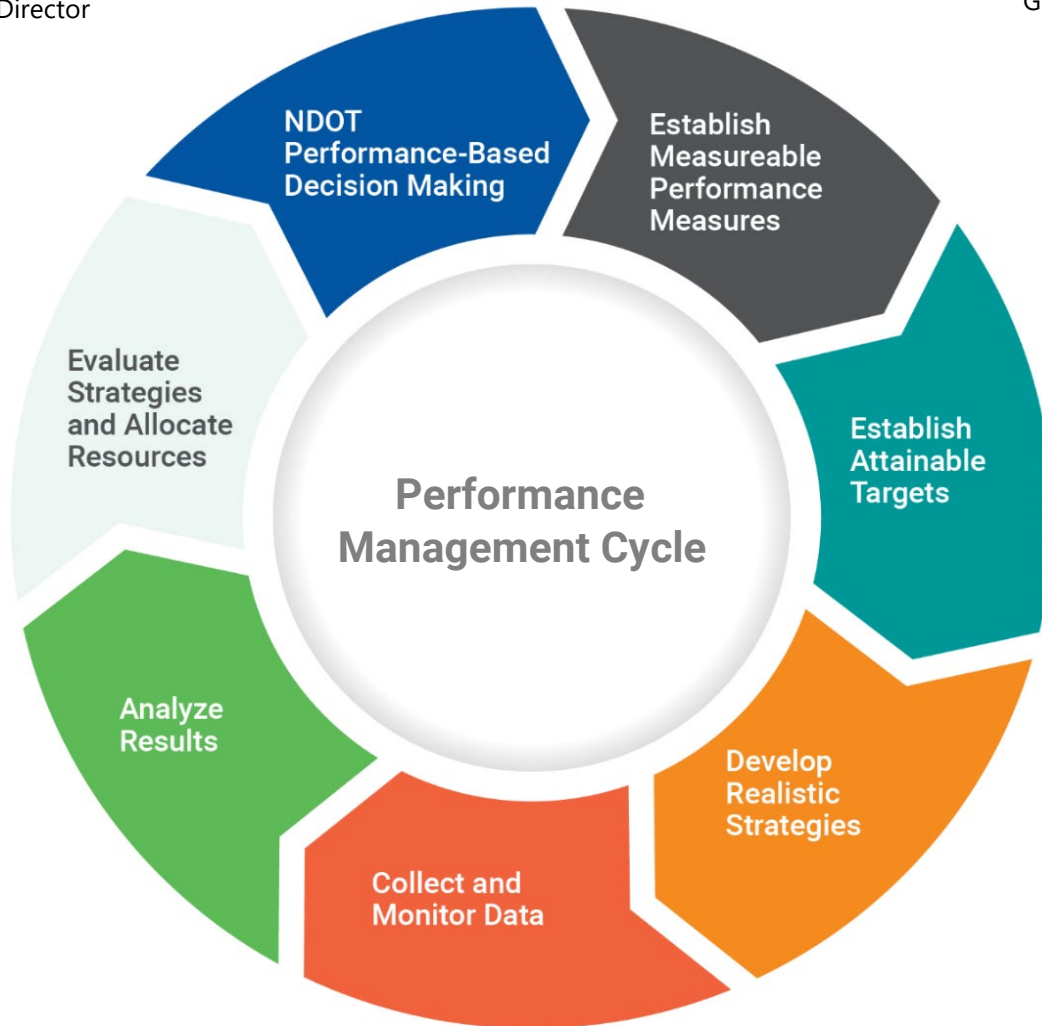 Director
G
NDOT
Performance-Based
Decision Making
Establish
Measureable
Performance
Measures
Establish
Attainable
Targets
Develop
Realistic
Strategies
Collect and
Monitor Data
Analyze
Results
Evaluate
Strategies
and Allocate
Resources
Performance
Management Cycle